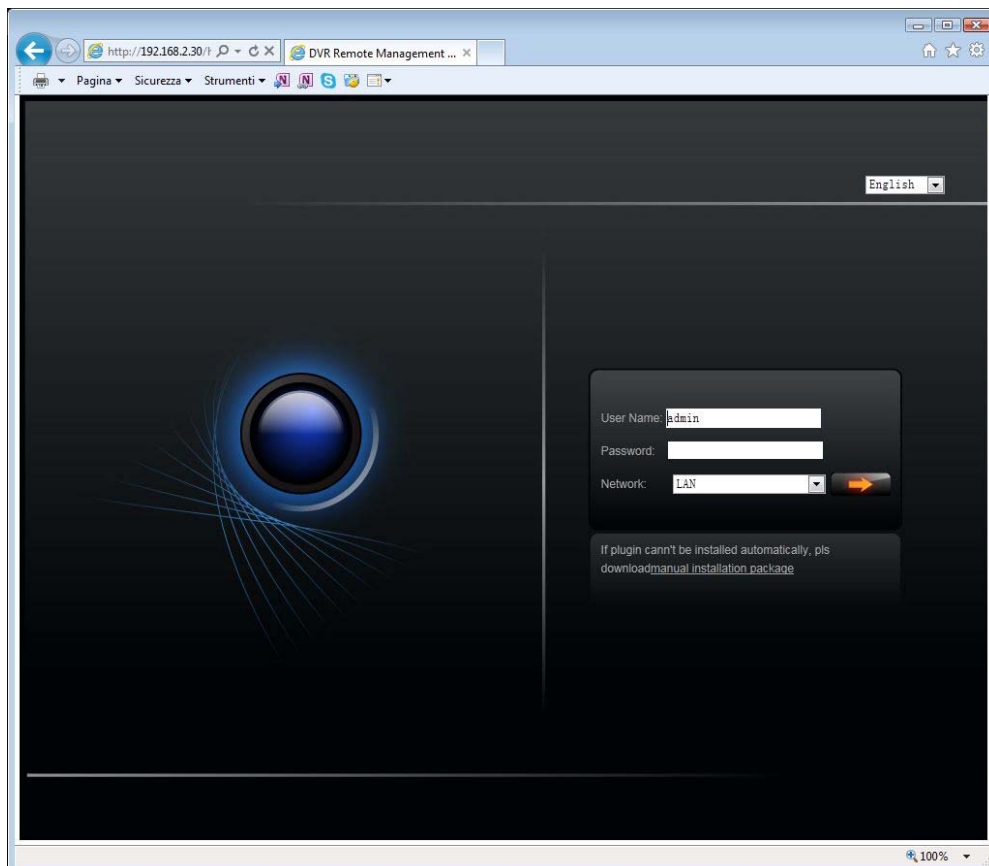 http://192.168.2.30/
DVR Remote Management ...
Pagina Sicurezza Strumenti
English
User Name: admin
Password:
Network: LAN
If plugin cann't be installed automatically, pls
downloadmanual installation package
100%